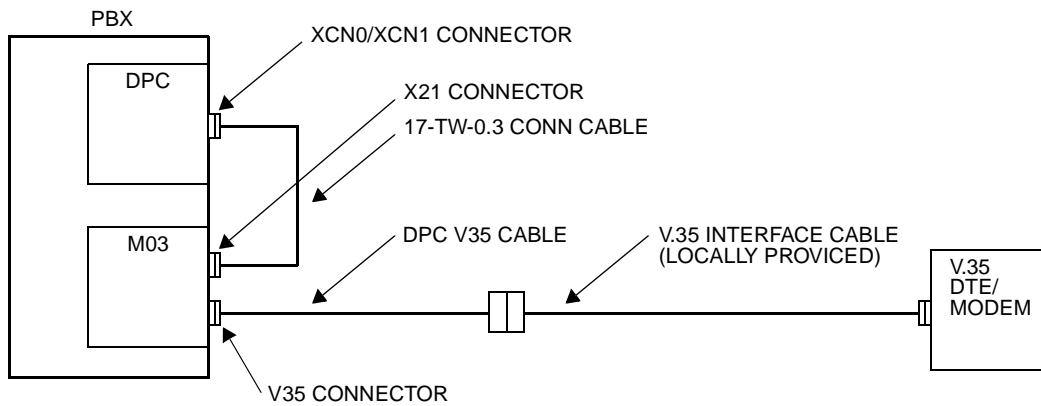 PBX
XCN0/XCN1 CONNECTOR
DPC
X21 CONNECTOR
17-TW-0.3 CONN CABLE
M03
DPC V35 CABLE
V.35 INTERFACE CABLE
(LOCALLY PROVICED)
V.35
DTE/
MODEM
V35 CONNECTOR